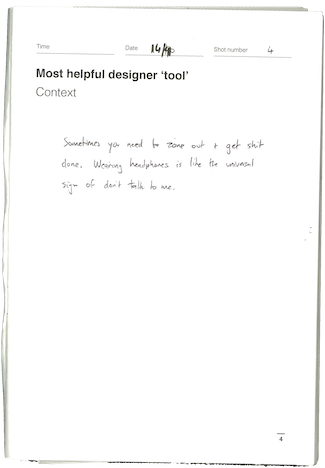 Time Date 14/40 Shot number 4
Most helpful designer ‘tool’
Context
Sometimes you need to zone out + get shit
done. Wearing headphones is like the universal
sign of don't talk to me.
4